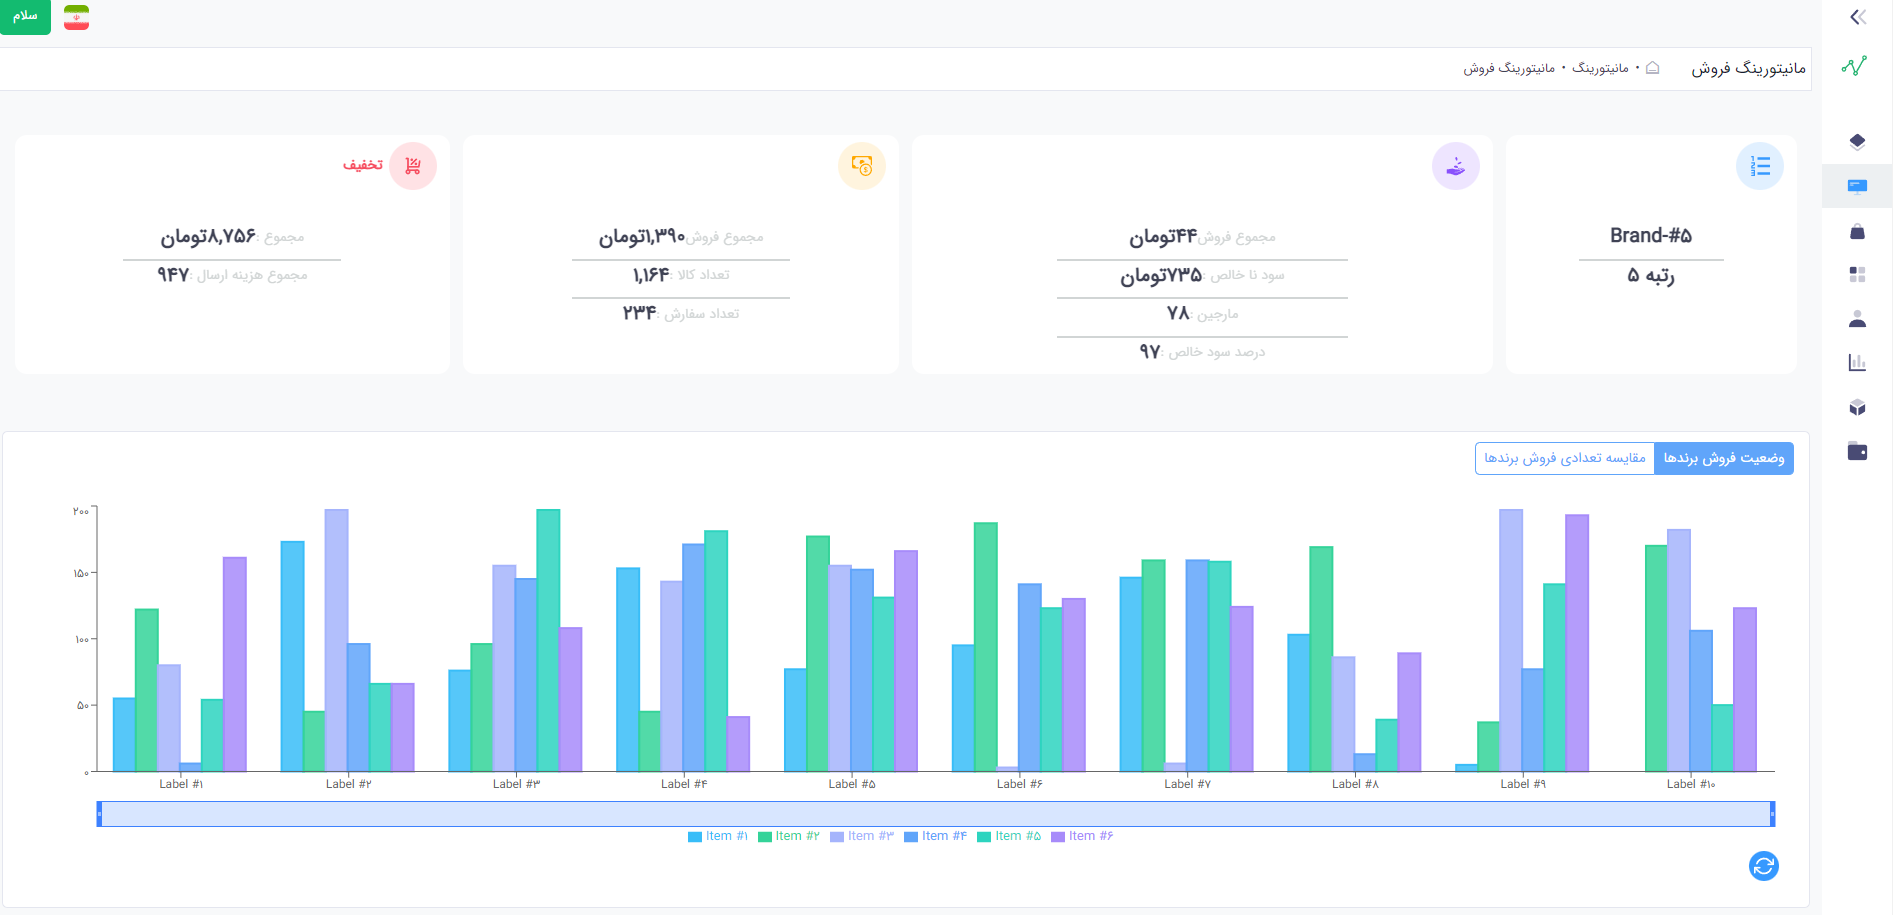 سلام
مانیتورینگ فروش
مانیتورینگ • مانیتورینگ فروش
Brand-#۵
رتبه ۵
مجموع فروش ۴۴تومان
سود نا خالص :۷۳۵تومان
مارجین :۷۸
درصد سود خالص :۹۷
مجموع فروش ۱,۳۹۰تومان
تعداد کالا :۱,۱۶۴
تعداد سفارش :۲۳۴
تخفیف
مجموع :۸,۷۵۶تومان
مجموع هزینه ارسال :۹۴۷
وضعیت فروش برندها
مقایسه تعدادی فروش برندها
۲۰۰
۱۵۰
۱۰۰
۵۰
۰
Label #۱ Label #۲ Label #۳ Label #۴ Label #۵ Label #۶ Label #۷ Label #۸ Label #۹ Label #۱۰
Item #۱ Item #۲ Item #۳ Item #۴ Item #۵ Item #۶